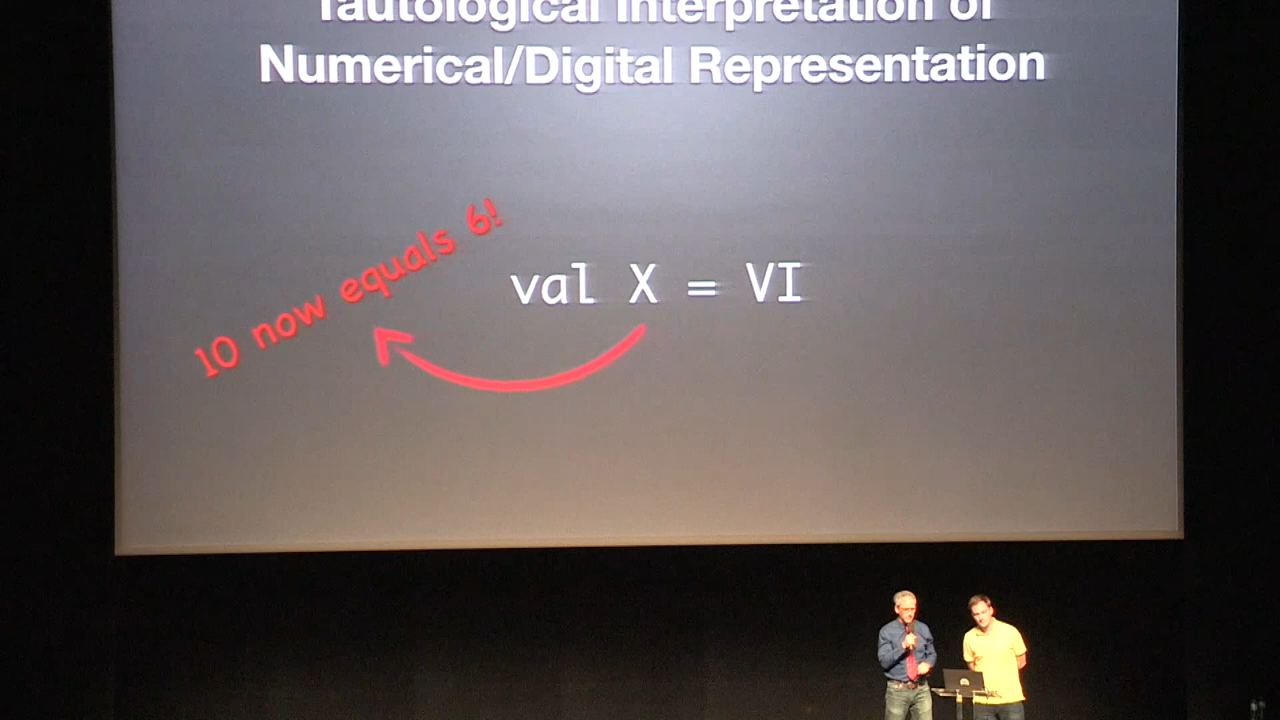 Tautological Interpretation of
Numerical/Digital Representation
10 now equals 6!
val X = VI